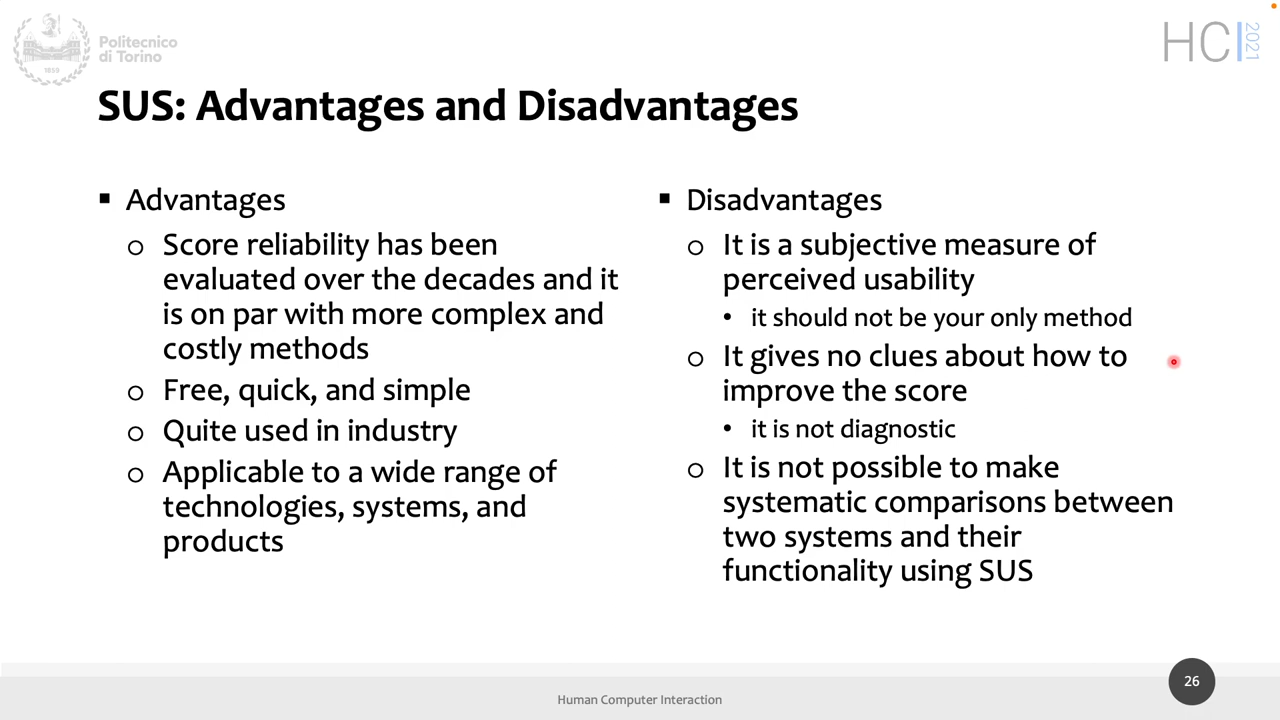 Politecnico
di Torino
1859
HCI 2021
SUS: Advantages and Disadvantages
▪ Advantages
o Score reliability has been
evaluated over the decades and it
is on par with more complex and
costly methods
o Free, quick, and simple
o Quite used in industry
o Applicable to a wide range of
technologies, systems, and
products
▪ Disadvantages
o It is a subjective measure of
perceived usability
• it should not be your only method
o It gives no clues about how to
improve the score
• it is not diagnostic
o It is not possible to make
systematic comparisons between
two systems and their
functionality using SUS
Human Computer Interaction
26